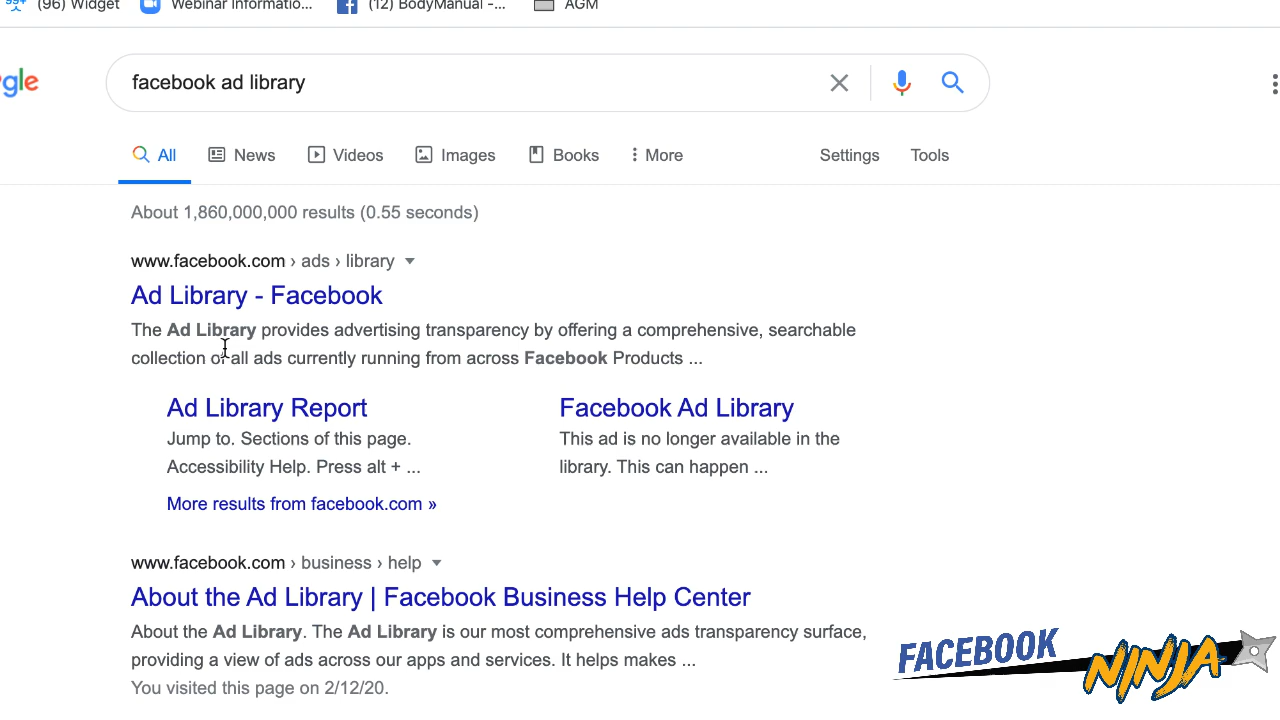 99+ (96) Widget Webinar Informatio... (12) BodyManual -... AGM
gle facebook ad library
All News Videos Images Books More Settings Tools
About 1,860,000,000 results (0.55 seconds)
www.facebook.com › ads › library
Ad Library - Facebook
The Ad Library provides advertising transparency by offering a comprehensive, searchable
collection of all ads currently running from across Facebook Products ...
Ad Library Report
Jump to. Sections of this page.
Accessibility Help. Press alt + ...
Facebook Ad Library
This ad is no longer available in the
library. This can happen ...
More results from facebook.com »
www.facebook.com › business › help
About the Ad Library | Facebook Business Help Center
About the Ad Library. The Ad Library is our most comprehensive ads transparency surface,
providing a view of ads across our apps and services. It helps makes ...
You visited this page on 2/12/20.
FACEBOOK
NINJA